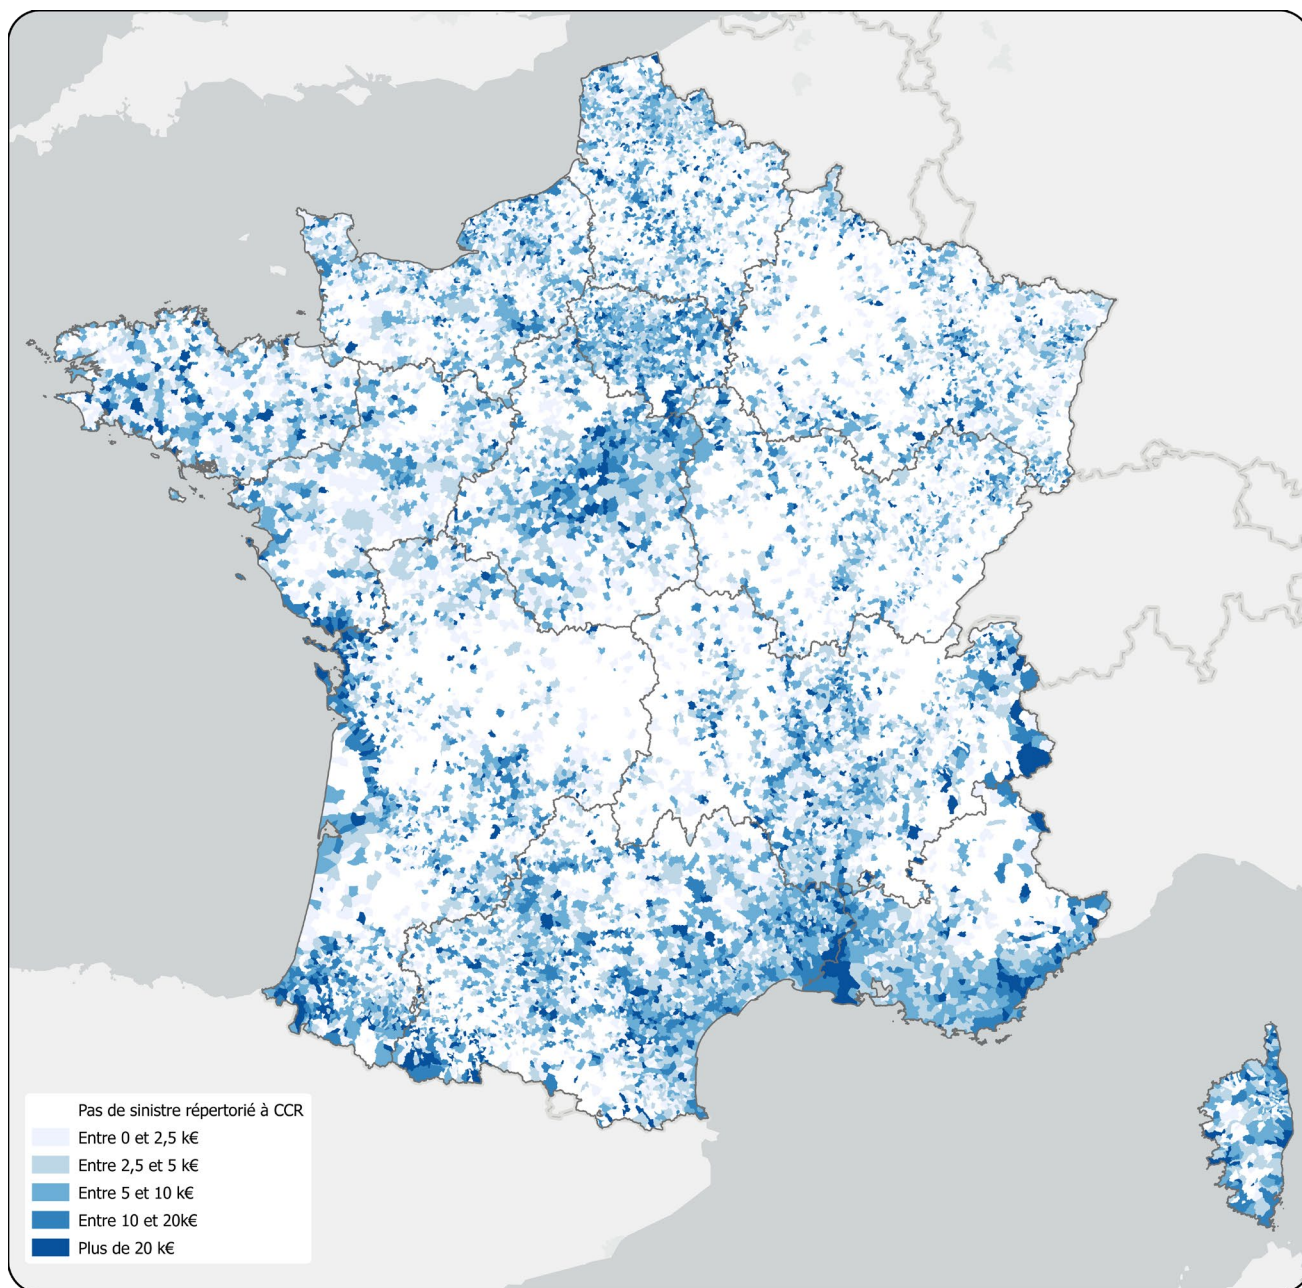 Pas de sinistre répertorié à CCR
Entre 0 et 2,5 k€
Entre 2,5 et 5 k€
Entre 5 et 10 k€
Entre 10 et 20k€
Plus de 20 k€